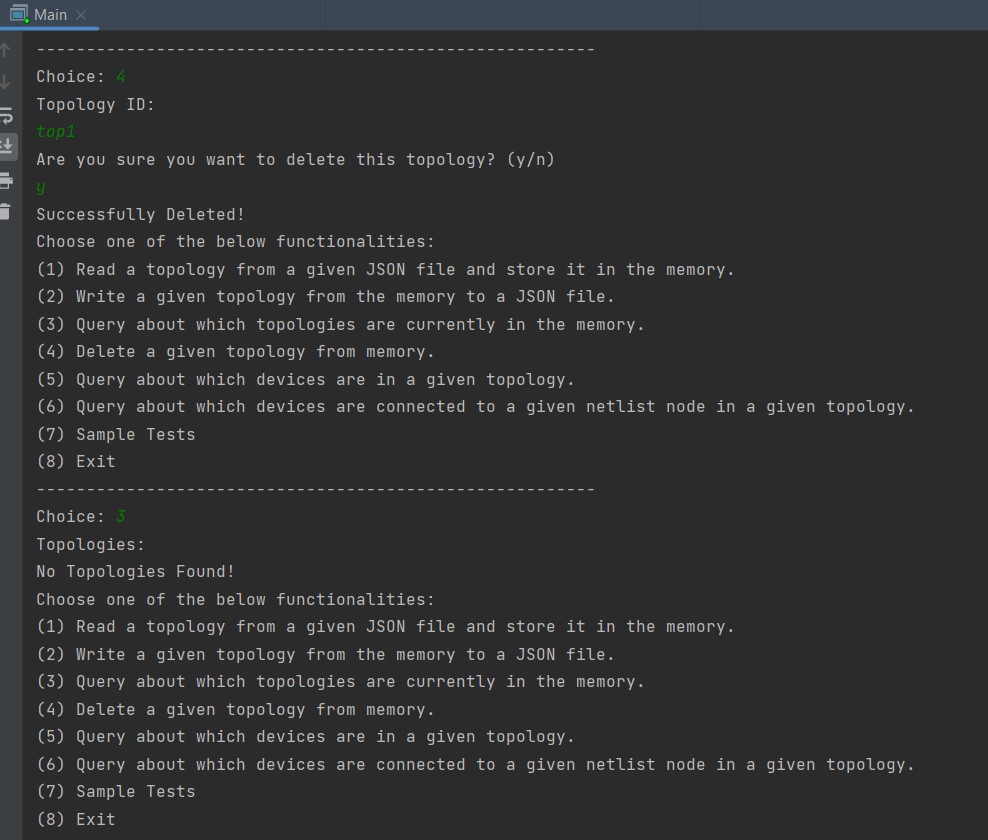 Main
--------------------------------------------------------
Choice: 4
Topology ID:
top1
Are you sure you want to delete this topology? (y/n)
y
Successfully Deleted!
Choose one of the below functionalities:
(1) Read a topology from a given JSON file and store it in the memory.
(2) Write a given topology from the memory to a JSON file.
(3) Query about which topologies are currently in the memory.
(4) Delete a given topology from memory.
(5) Query about which devices are in a given topology.
(6) Query about which devices are connected to a given netlist node in a given topology.
(7) Sample Tests
(8) Exit
--------------------------------------------------------
Choice: 3
Topologies:
No Topologies Found!
Choose one of the below functionalities:
(1) Read a topology from a given JSON file and store it in the memory.
(2) Write a given topology from the memory to a JSON file.
(3) Query about which topologies are currently in the memory.
(4) Delete a given topology from memory.
(5) Query about which devices are in a given topology.
(6) Query about which devices are connected to a given netlist node in a given topology.
(7) Sample Tests
(8) Exit